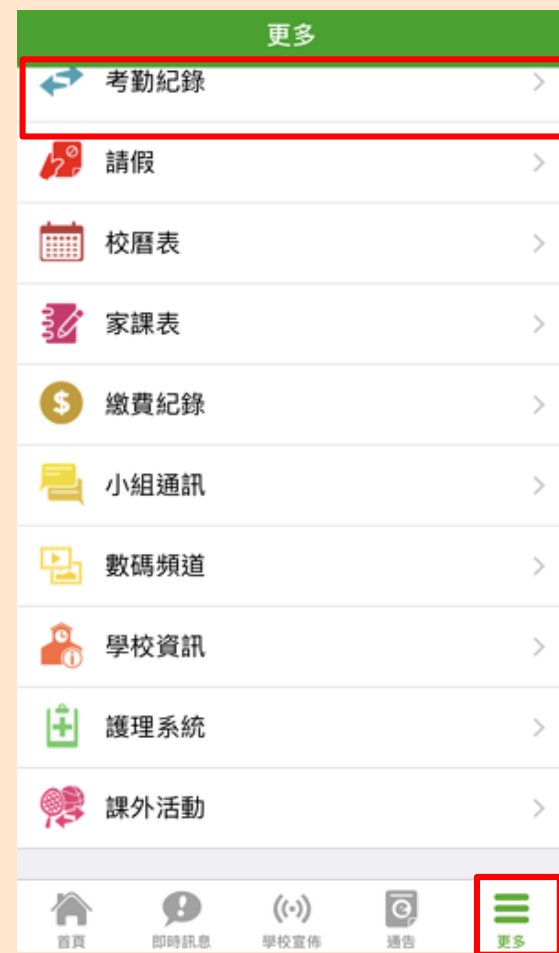 更多
考勤紀錄
請假
校曆表
家課表
繳費紀錄
小組通訊
數碼頻道
學校資訊
護理系統
課外活動
首頁
即時訊息
學校宣佈
通告
更多